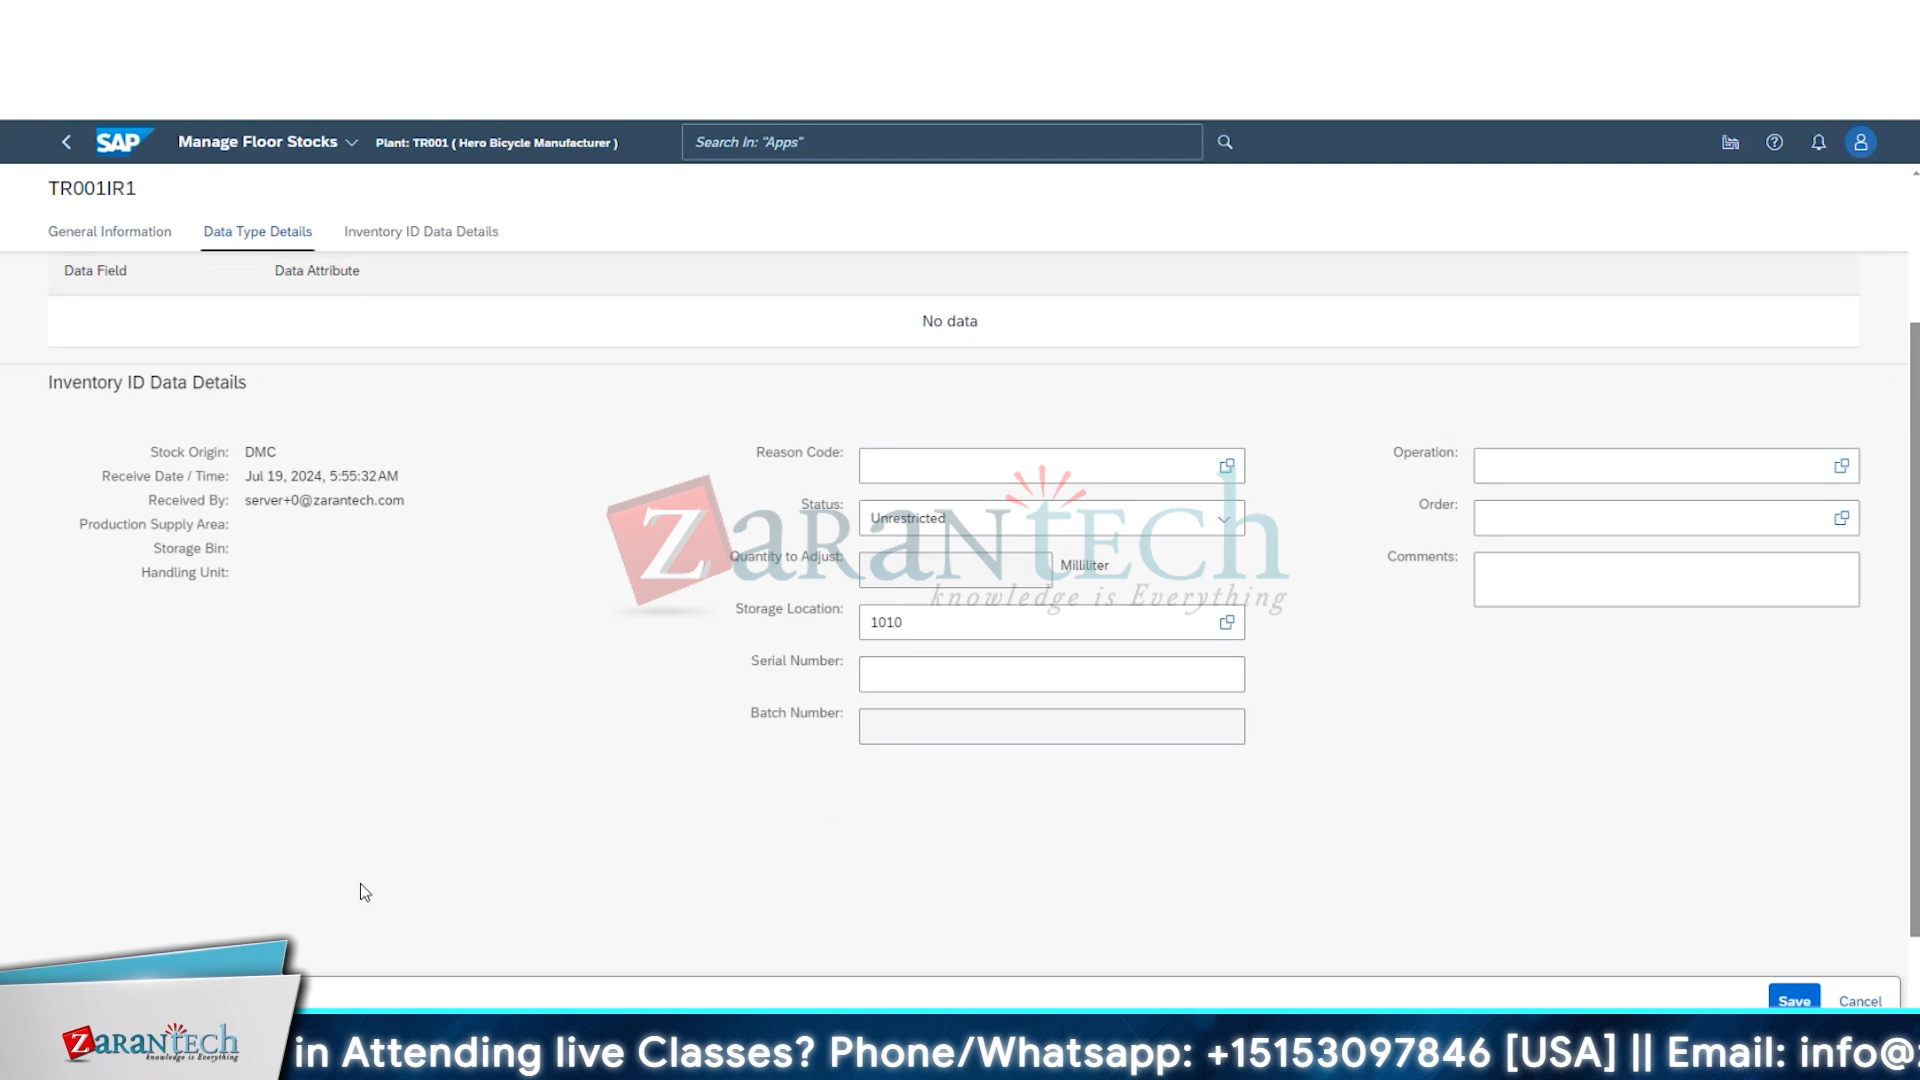 SAP Manage Floor Stocks Plant: TR001 ( Hero Bicycle Manufacturer ) Search In: "Apps"
TR001IR1
General Information Data Type Details Inventory ID Data Details
Data Field Data Attribute
No data
Inventory ID Data Details
Stock Origin: DMC
Receive Date / Time: Jul 19, 2024, 5:55:32 AM
Received By: server+0@zarantech.com
Production Supply Area:
Storage Bin:
Handling Unit:
Reason Code:
Status: Unrestricted
Quantity to Adjust: Milliliter
Storage Location: 1010
Serial Number:
Batch Number:
Operation:
Order:
Comments:
ZaranTech
knowledge is Everything
Save Cancel
ZaranTech
knowledge is Everything
in Attending live Classes? Phone/Whatsapp: +15153097846 [USA] || Email: info@